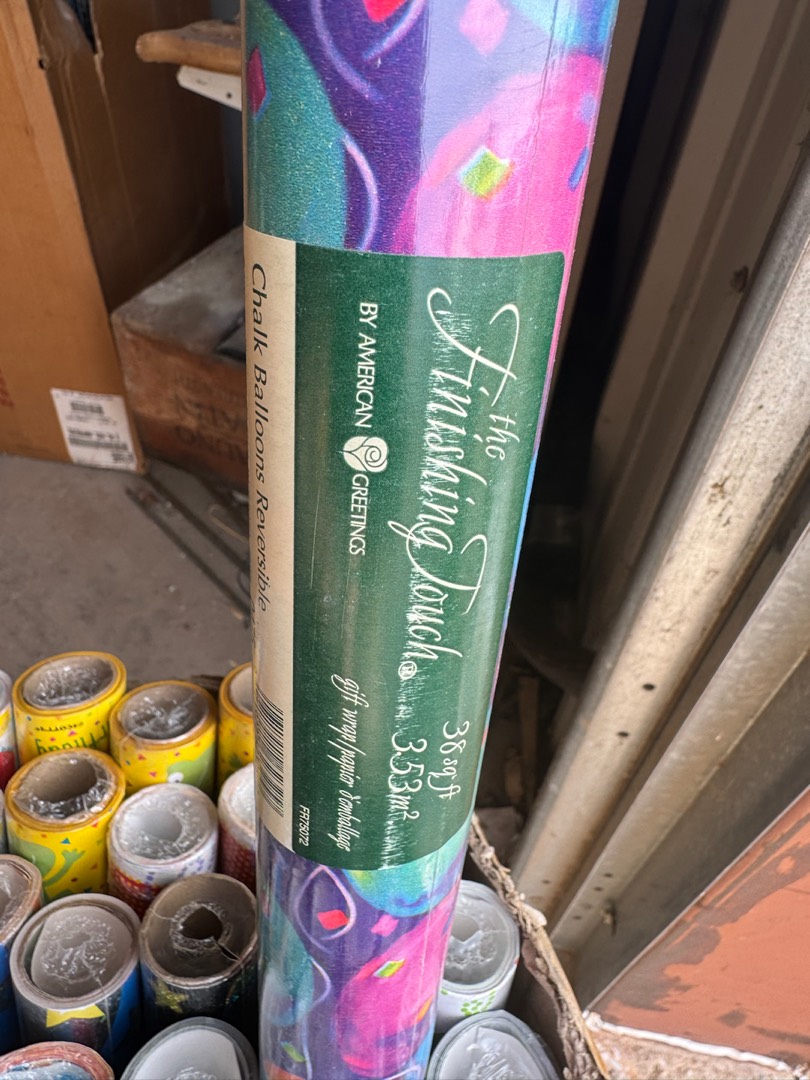 the
Finishing Touch®
BY AMERICAN GREETINGS
38 sq ft
3.53 m²
gift wrap/papier d'emballage
Chalk Balloons Reversible
FR75072